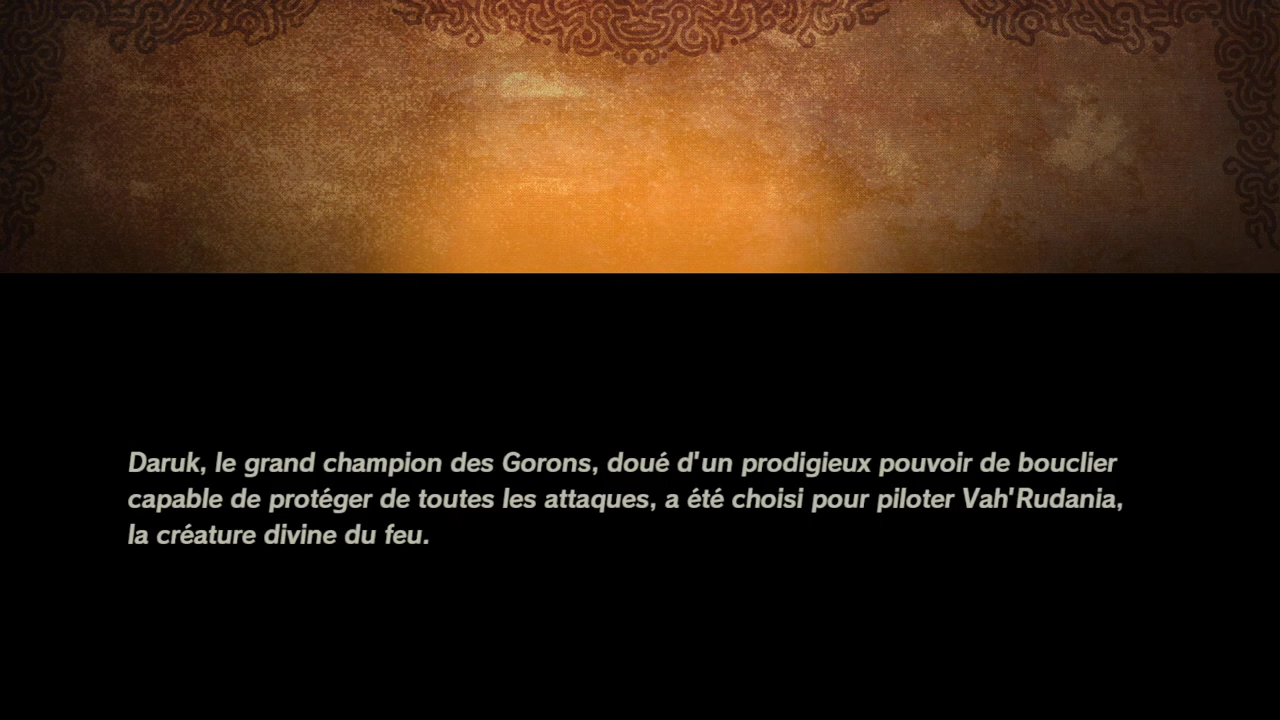 Daruk, le grand champion des Gorons, doué d'un prodigieux pouvoir de bouclier
capable de protéger de toutes les attaques, a été choisi pour piloter Vah'Rudania,
la créature divine du feu.